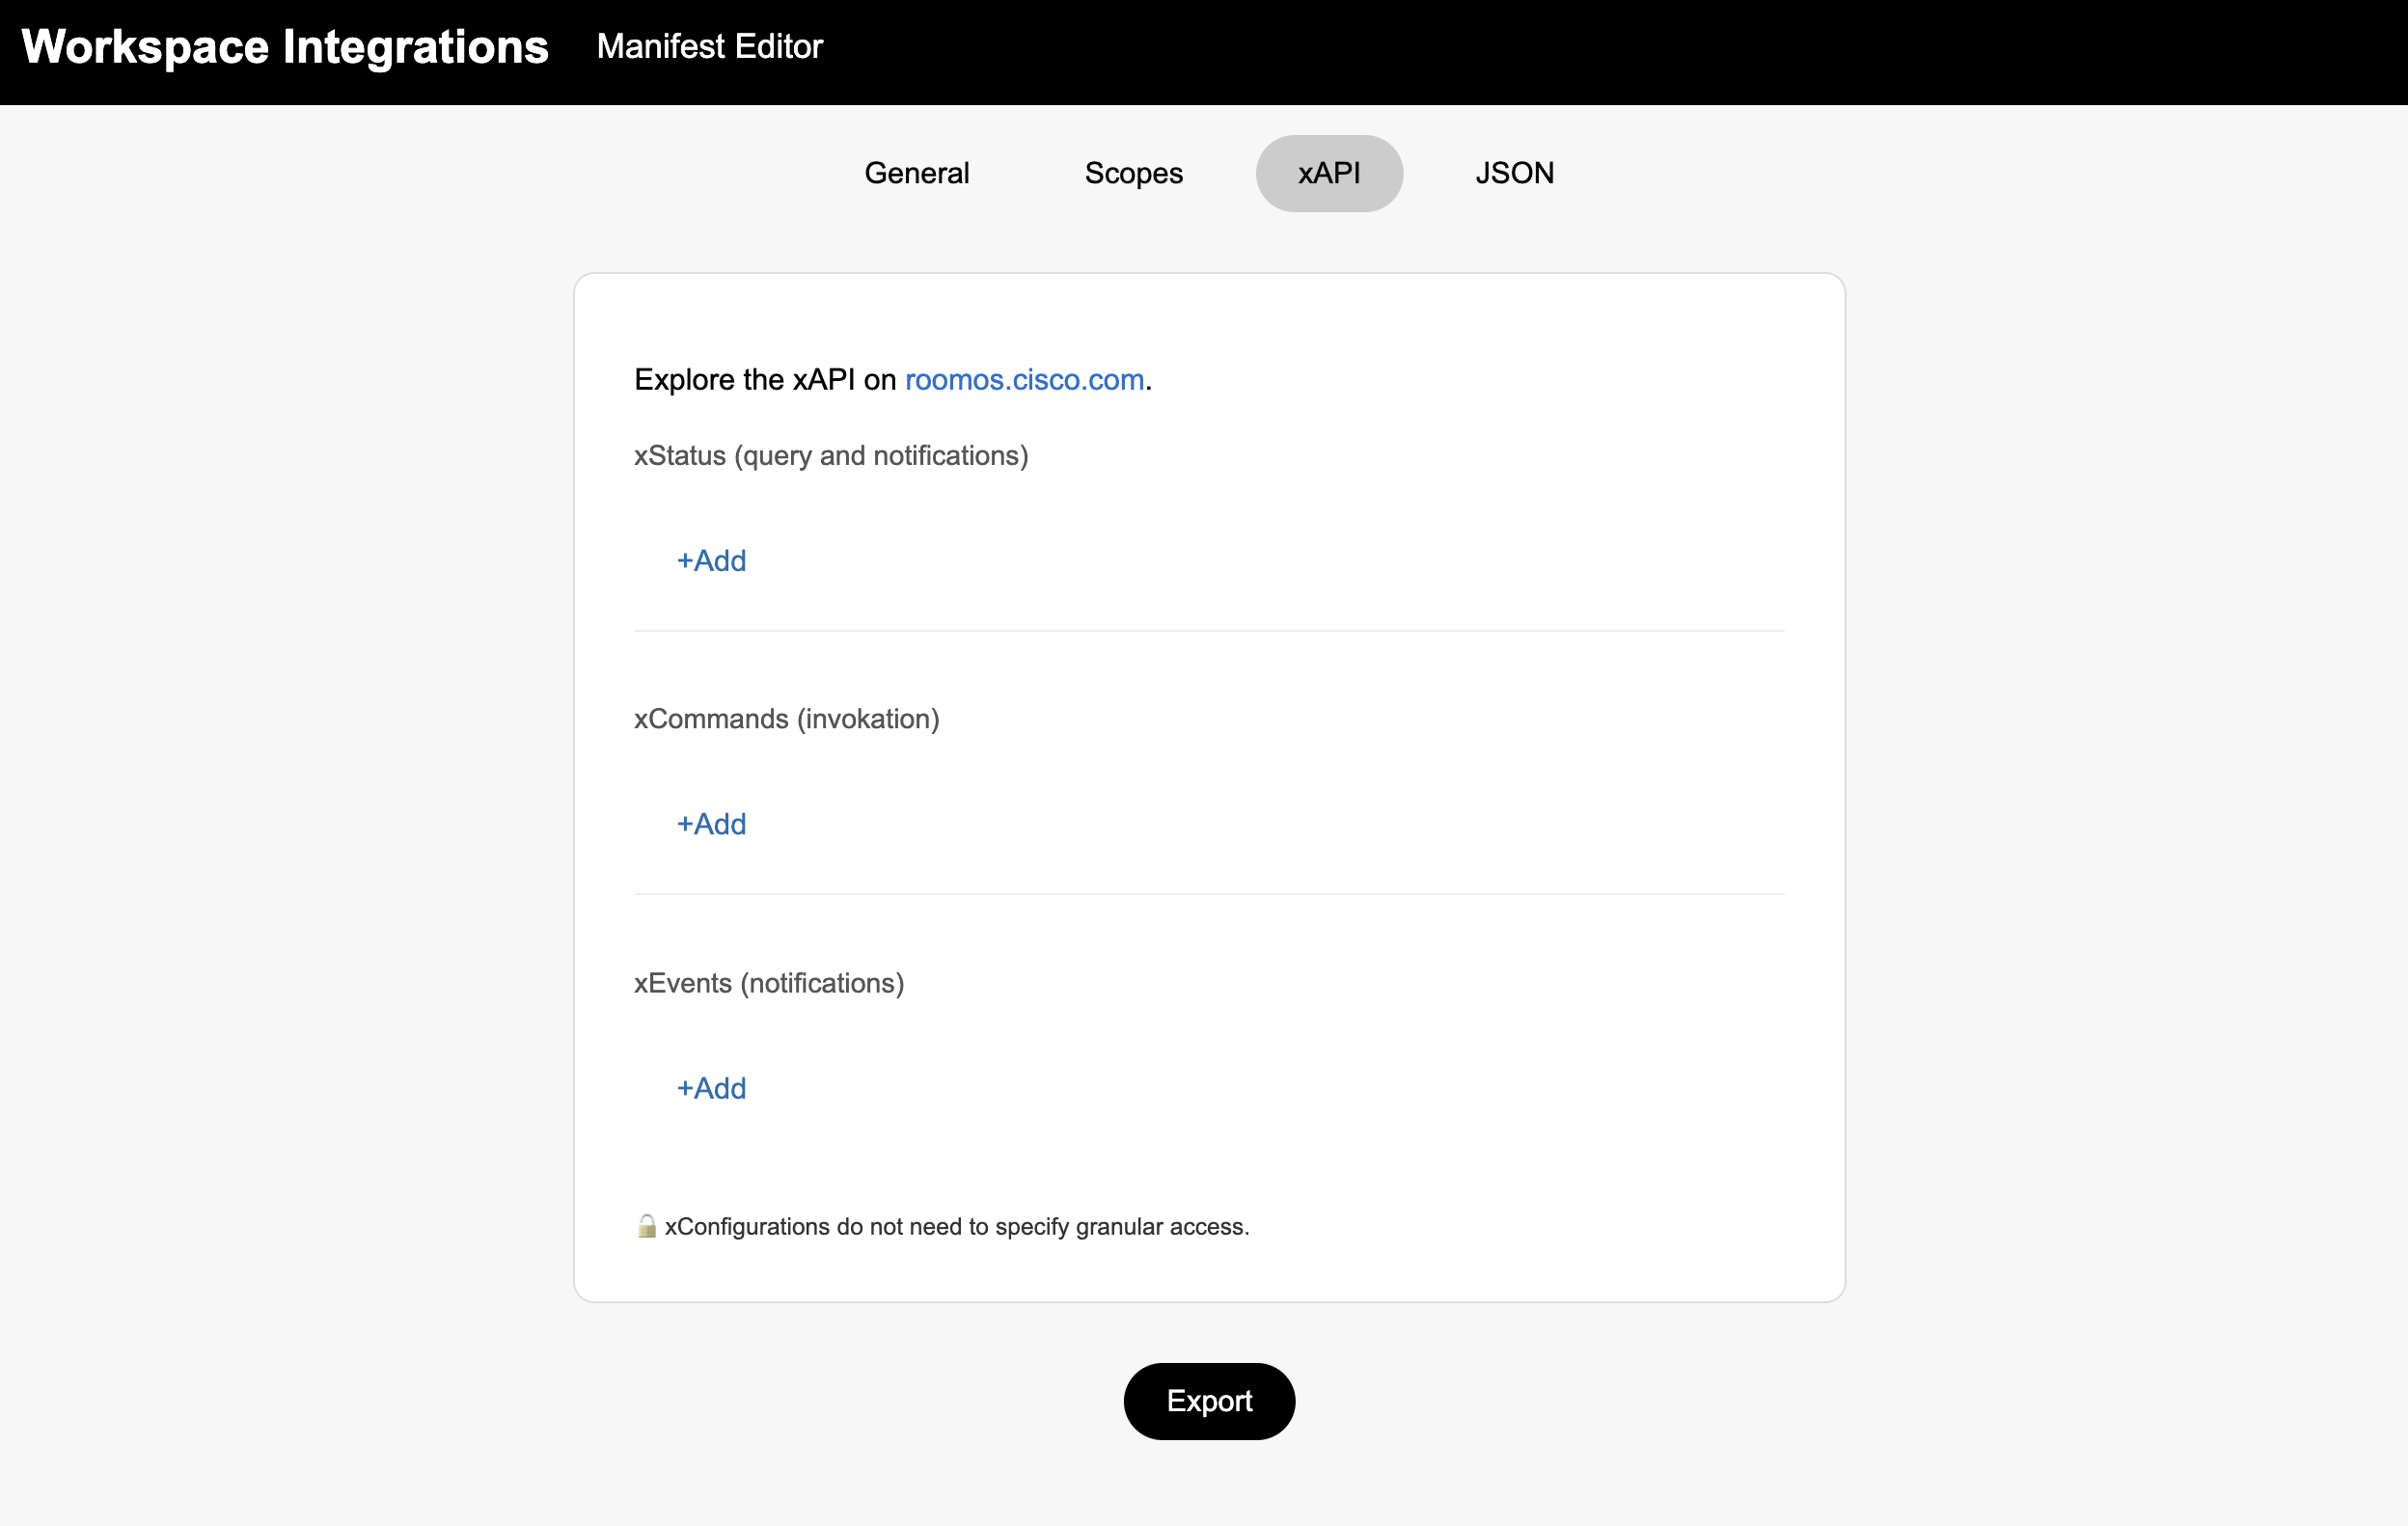 Workspace Integrations Manifest Editor
General Scopes xAPI JSON
Explore the xAPI on roomos.cisco.com.
xStatus (query and notifications)
+Add
xCommands (invokation)
+Add
xEvents (notifications)
+Add
🔓 xConfigurations do not need to specify granular access.
Export